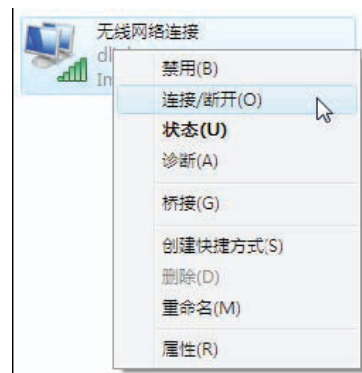 无线网络连接
禁用(B)
连接/断开(O)
状态(U)
诊断(A)
桥接(G)
创建快捷方式(S)
删除(D)
重命名(M)
属性(R)